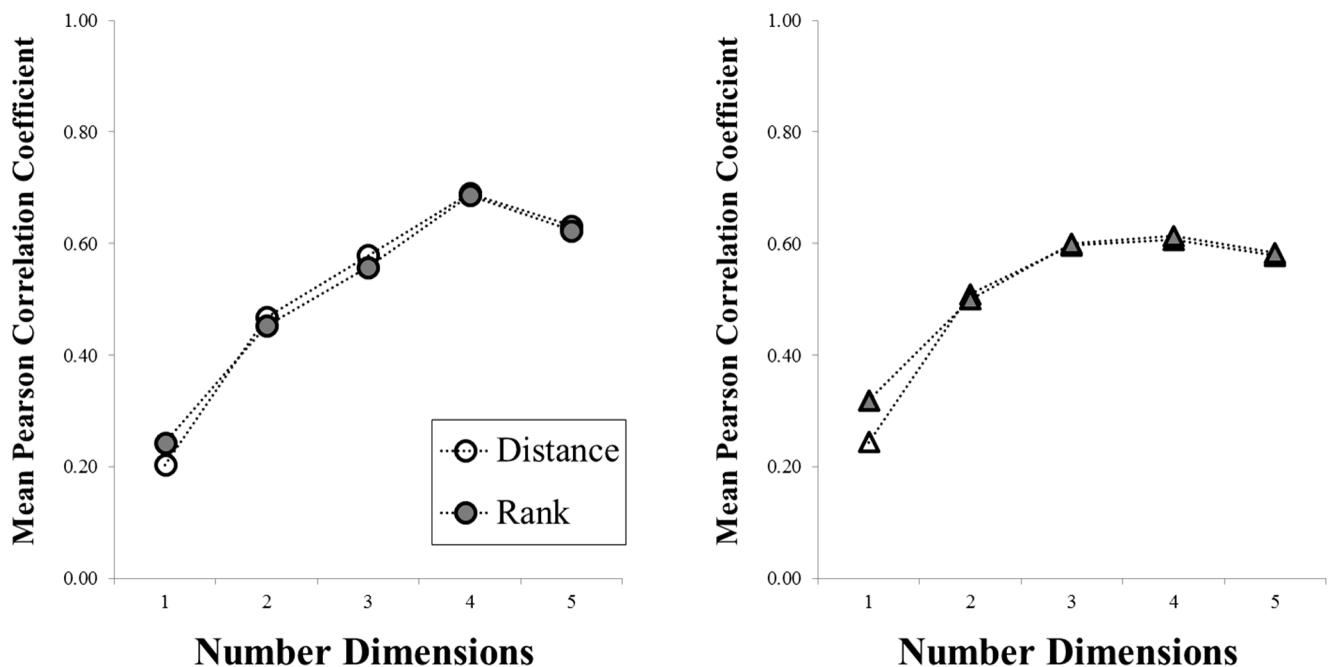 Mean Pearson Correlation Coefficient
1.00
0.80
0.60
0.40
0.20
0.00
Distance
Rank
1 2 3 4 5
Number Dimensions
Mean Pearson Correlation Coefficient
1.00
0.80
0.60
0.40
0.20
0.00
1 2 3 4 5
Number Dimensions